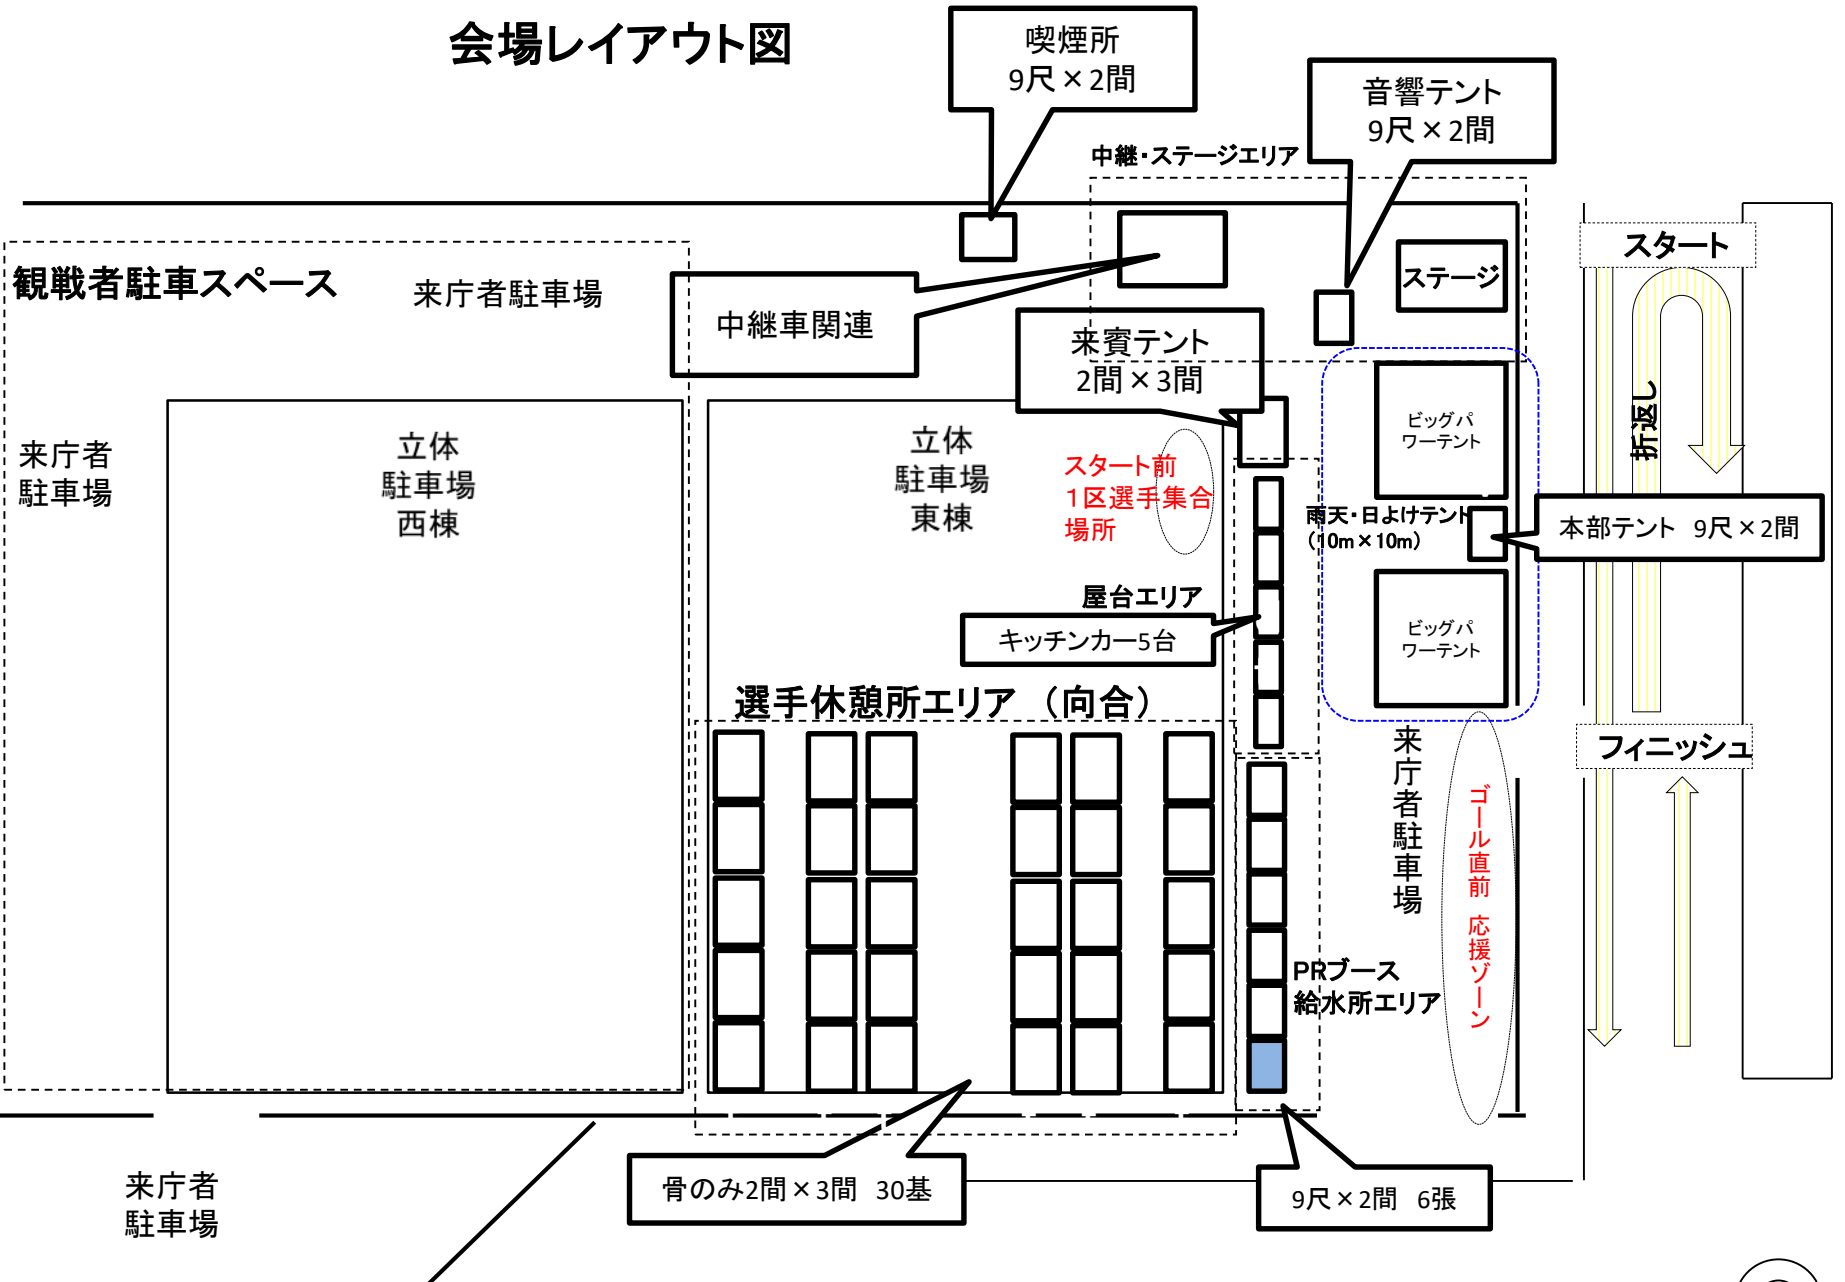 会場レイアウト図
喫煙所
9尺×2間
音響テント
9尺×2間
中継・ステージエリア
スタート
ステージ
観戦者駐車スペース
来庁者駐車場
中継車関連
来賓テント
2間×3間
折返し
ビッグパ
ワーテント
来庁者
駐車場
立体
駐車場
西棟
立体
駐車場
東棟
スタート前
1区選手集合
場所
雨天・日よけテント
(10m×10m)
本部テント 9尺×2間
屋台エリア
キッチンカー5台
ビッグパ
ワーテント
選手休憩所エリア (向合)
フィニッシュ
来庁者駐車場
ゴール直前 応援ゾーン
PRブース
給水所エリア
骨のみ2間×3間 30基
9尺×2間 6張
来庁者
駐車場